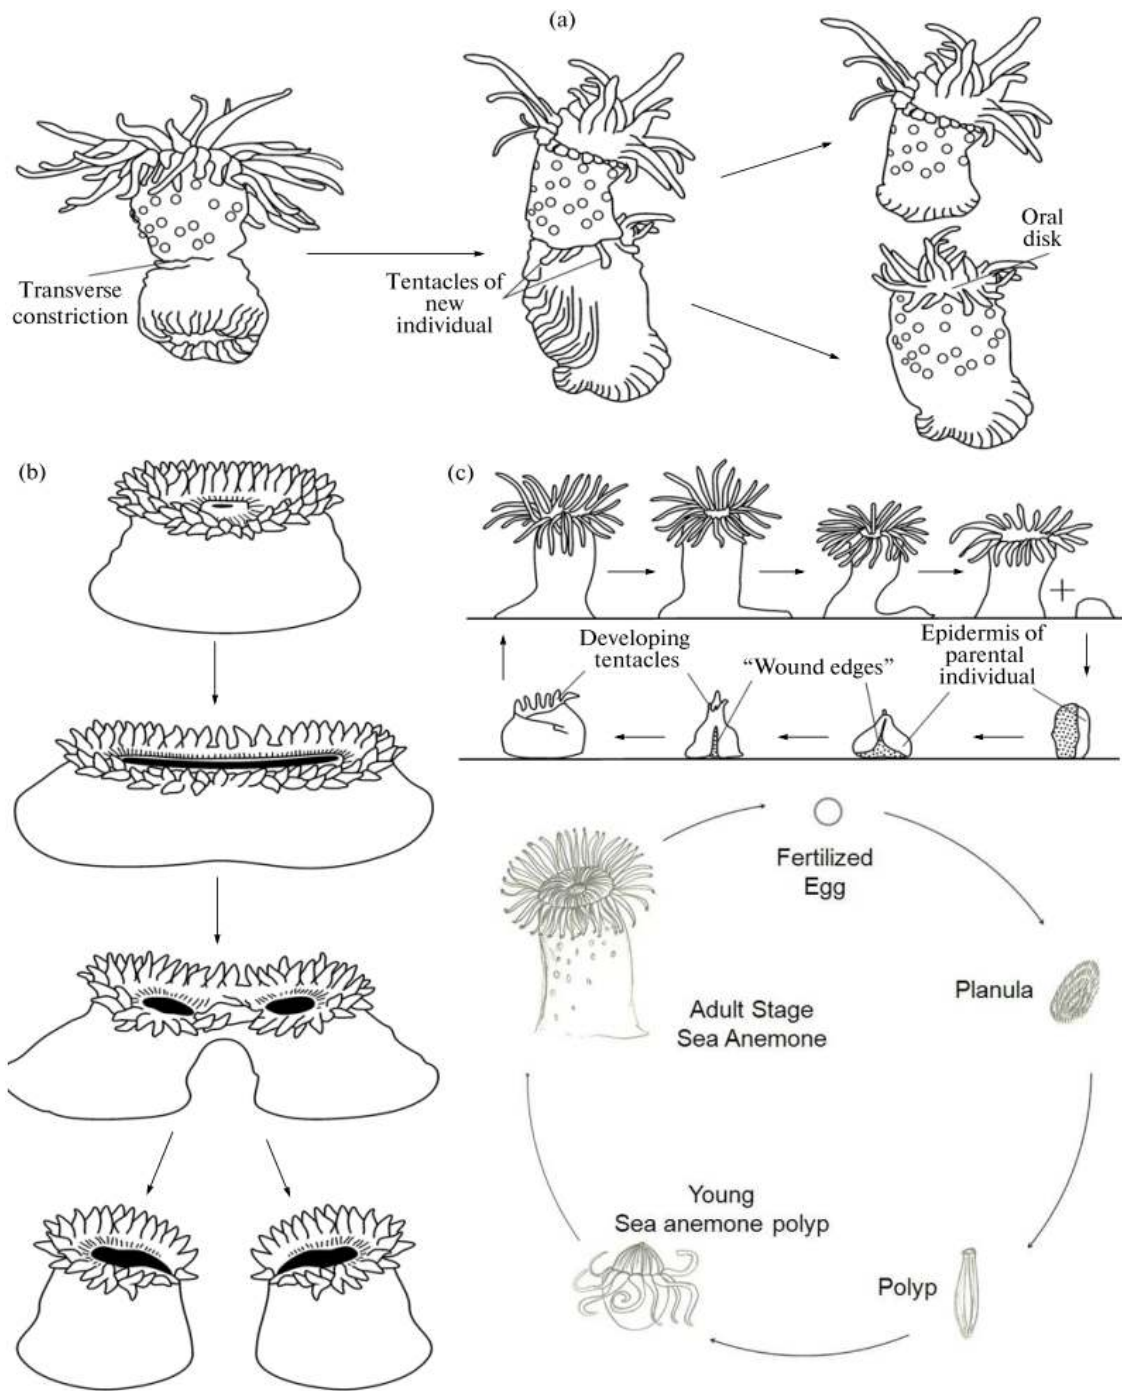 (a)
Transverse
constriction
Tentacles of
new
individual
Oral
disk
(b)
(c)
Developing
tentacles
“Wound edges”
Epidermis of
parental
individual
+
Fertilized
Egg
Planula
Adult Stage
Sea Anemone
Young
Sea anemone polyp
Polyp